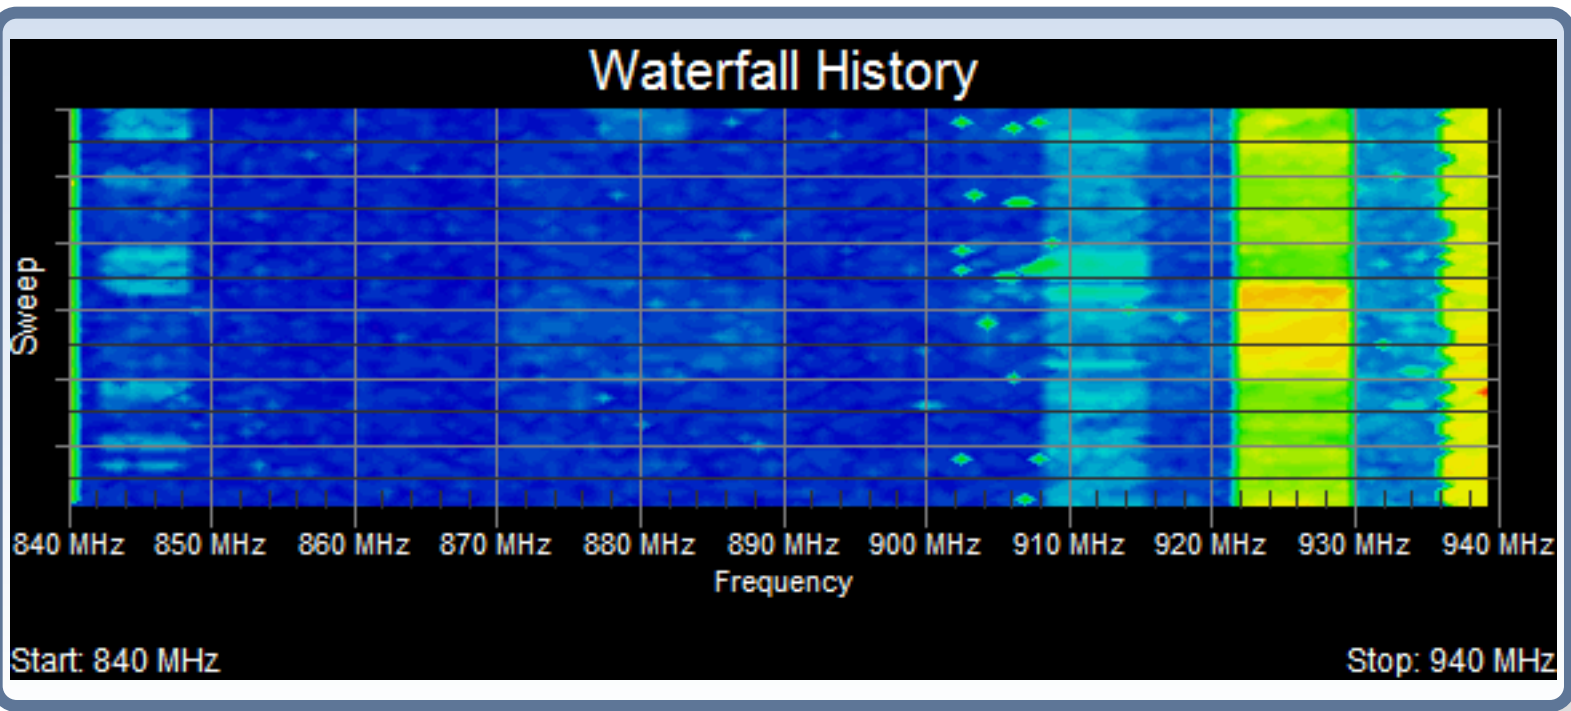 Waterfall History
Sweep
840 MHz 850 MHz 860 MHz 870 MHz 880 MHz 890 MHz 900 MHz 910 MHz 920 MHz 930 MHz 940 MHz
Frequency
Start: 840 MHz
Stop: 940 MHz